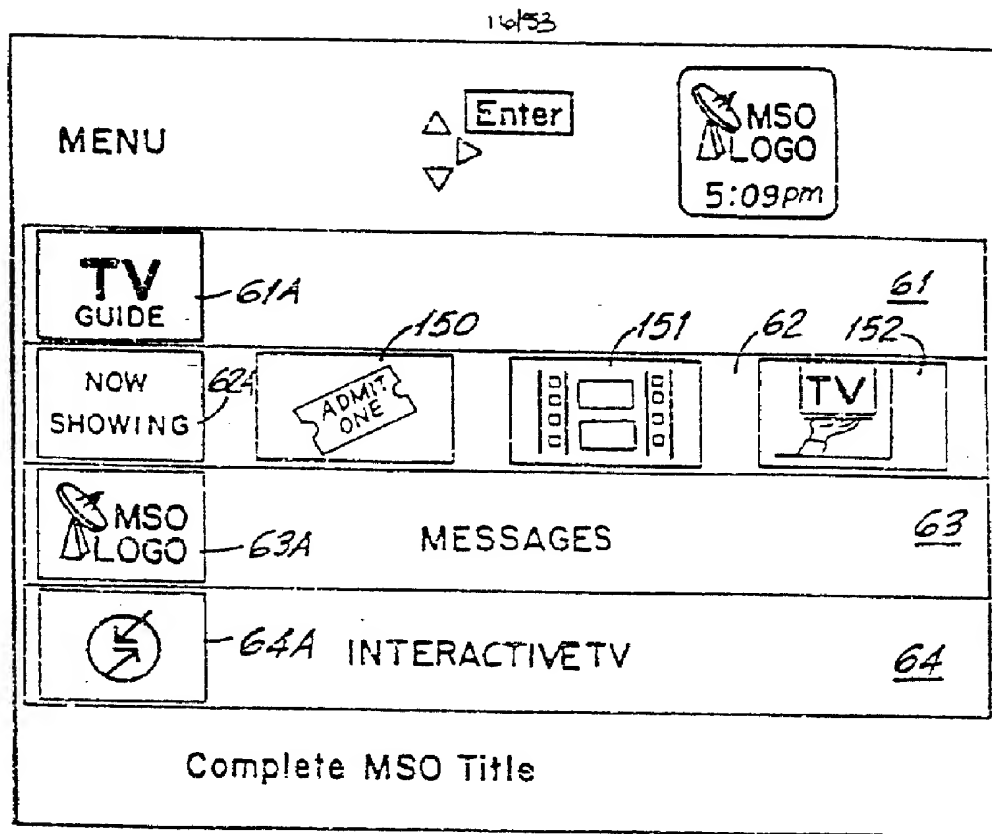 16/53
MENU
Enter
MSO
LOGO
5:09pm
TV
GUIDE
61A
61
150
151
62
152
NOW
SHOWING
62A
ADMIT
ONE
TV
MSO
LOGO
63A
MESSAGES
63
64A
INTERACTIVETV
64
Complete MSO Title